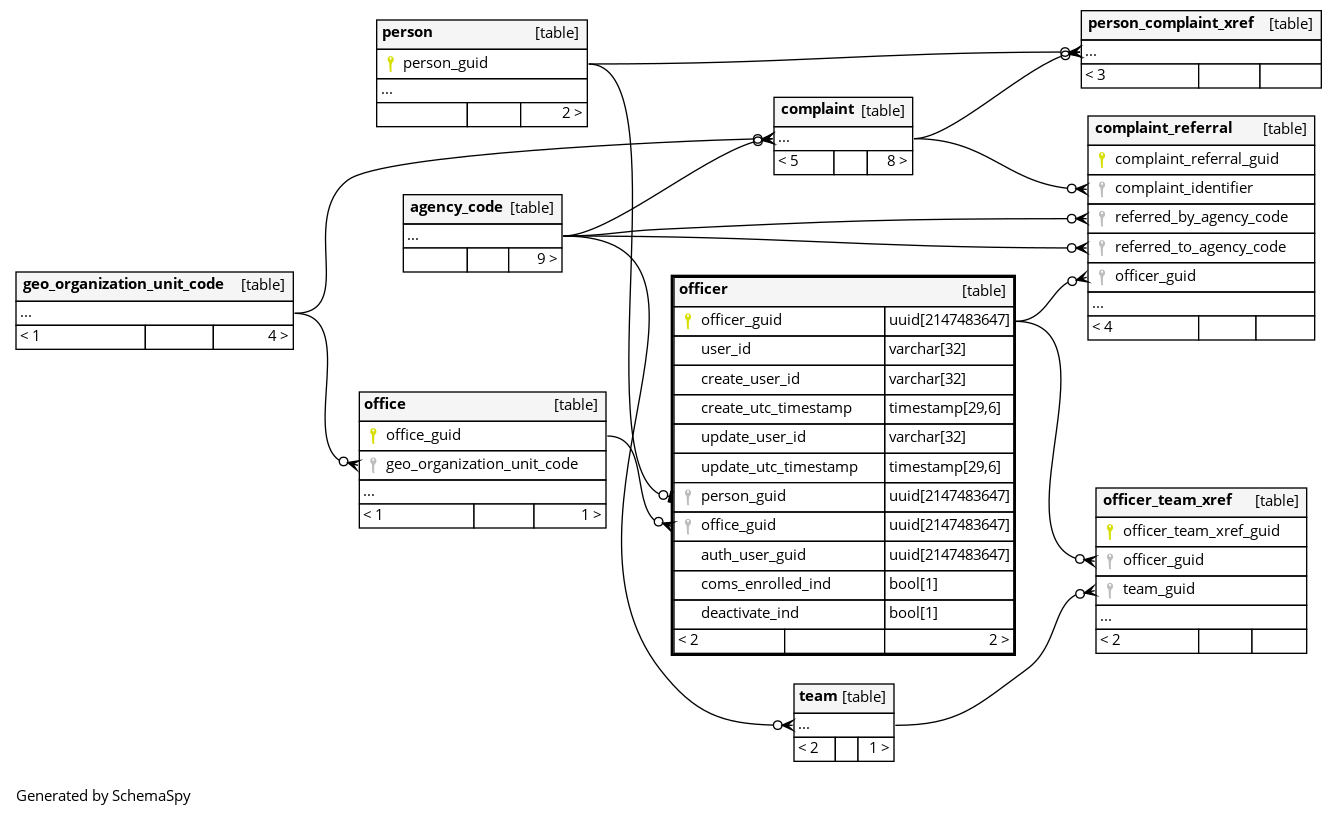 person [table]
person_guid
...
2 >
person_complaint_xref [table]
...
< 3
complaint [table]
...
< 5 8 >
complaint_referral [table]
complaint_referral_guid
complaint_identifier
referred_by_agency_code
referred_to_agency_code
officer_guid
...
< 4
agency_code [table]
...
9 >
geo_organization_unit_code [table]
...
< 1 4 >
officer [table]
officer_guid uuid[2147483647]
user_id varchar[32]
create_user_id varchar[32]
create_utc_timestamp timestamp[29,6]
update_user_id varchar[32]
update_utc_timestamp timestamp[29,6]
person_guid uuid[2147483647]
office_guid uuid[2147483647]
auth_user_guid uuid[2147483647]
coms_enrolled_ind bool[1]
deactivate_ind bool[1]
< 2 2 >
office [table]
office_guid
geo_organization_unit_code
...
< 1 1 >
officer_team_xref [table]
officer_team_xref_guid
officer_guid
team_guid
...
< 2
team [table]
...
< 2 1 >
Generated by SchemaSpy